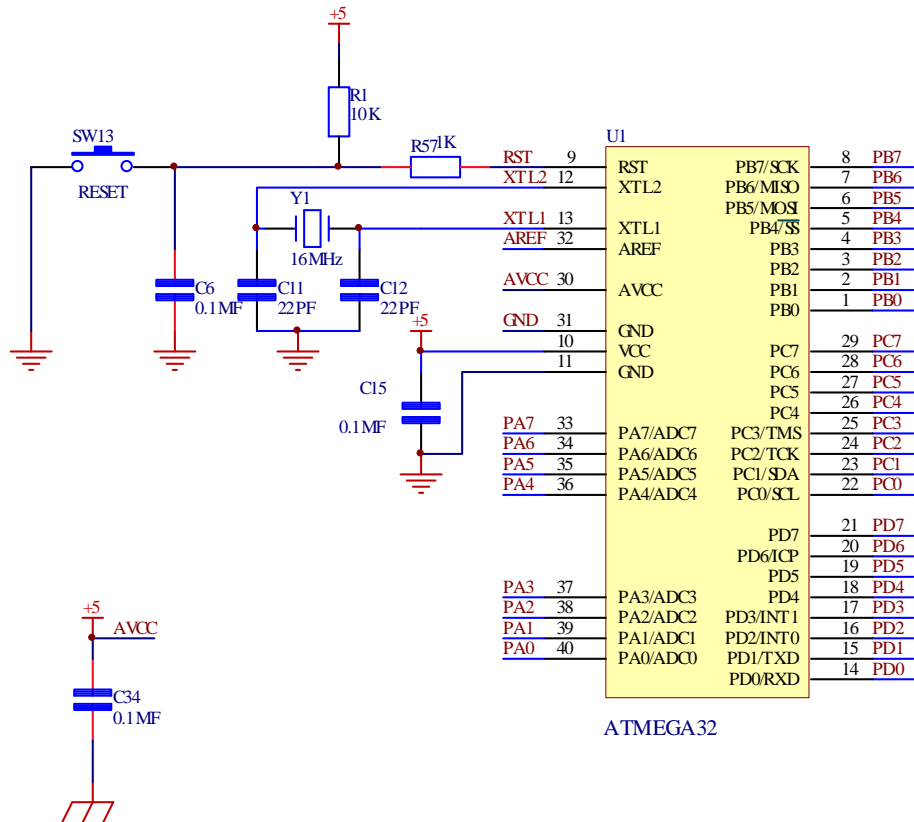 +5
R1
10K
SW13
RESET
R57 1K
U1
RST 9 RST
XTL2 12 XTL2
Y1
16MHz
XTL1 13 XTL1
AREF 32 AREF
C6
0.1MF
C11
22PF
C12
22PF
AVCC 30 AVCC
+5
GND 31 GND
10 VCC
11 GND
C15
0.1MF
PA7 33 PA7/ADC7
PA6 34 PA6/ADC6
PA5 35 PA5/ADC5
PA4 36 PA4/ADC4
PA3 37 PA3/ADC3
PA2 38 PA2/ADC2
PA1 39 PA1/ADC1
PA0 40 PA0/ADC0
PB7/SCK 8 PB7
PB6/MISO 7 PB6
PB5/MOSI 6 PB5
PB4/SS 5 PB4
PB3 4 PB3
PB2 3 PB2
PB1 2 PB1
PB0 1 PB0
PC7 29 PC7
PC6 28 PC6
PC5 27 PC5
PC4 26 PC4
PC3/TMS 25 PC3
PC2/TCK 24 PC2
PC1/SDA 23 PC1
PC0/SCL 22 PC0
PD7 21 PD7
PD6/ICP 20 PD6
PD5 19 PD5
PD4 18 PD4
PD3/INT1 17 PD3
PD2/INT0 16 PD2
PD1/TXD 15 PD1
PD0/RXD 14 PD0
ATMEGA32
+5
AVCC
C34
0.1MF